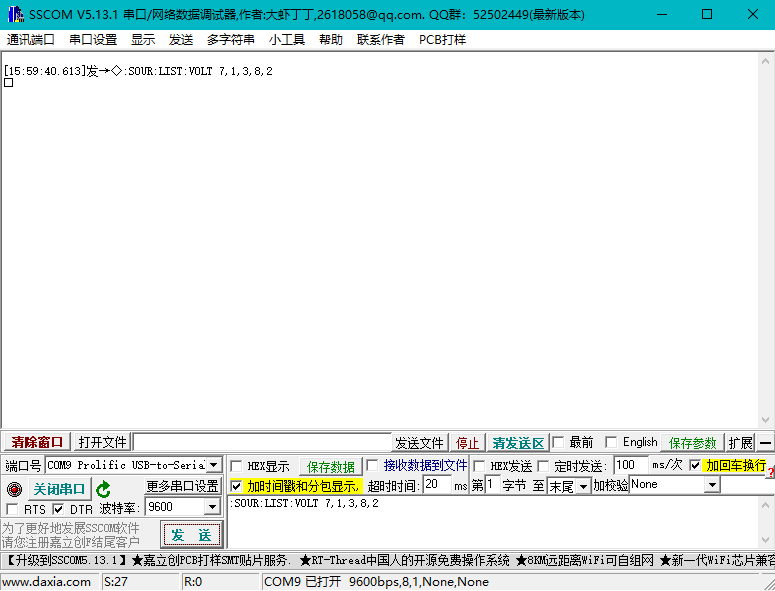 SSCOM V5.13.1 串口/网络数据调试器,作者:大虾丁丁,2618058@qq.com. QQ群: 52502449(最新版本)
通讯端口 串口设置 显示 发送 多字符串 小工具 帮助 联系作者 PCB打样
[15:59:40.613]发→◇:SOUR:LIST:VOLT 7,1,3,8,2
□
清除窗口 打开文件 发送文件 停止 清发送区 最前 English 保存参数 扩展 —
端口号 COM9 Prolific USB-to-Seria HEX显示 保存数据 接收数据到文件 HEX发送 定时发送: 100 ms/次 加回车换行 ?
关闭串口 更多串口设置 加时间戳和分包显示, 超时时间: 20 ms 第 1 字节 至 末尾 加校验 None
RTS DTR 波特率: 9600 :SOUR:LIST:VOLT 7,1,3,8,2
为了更好地发展SSCOM软件
请您注册嘉立创F结尾客户
发 送
【升级到SSCOM5.13.1】★嘉立创PCB打样SMT贴片服务. ★RT-Thread中国人的开源免费操作系统 ★8KM远距离WiFi可自组网 ★新一代WiFi芯片兼容
www.daxia.com S:27 R:0 COM9 已打开 9600bps,8,1,None,None